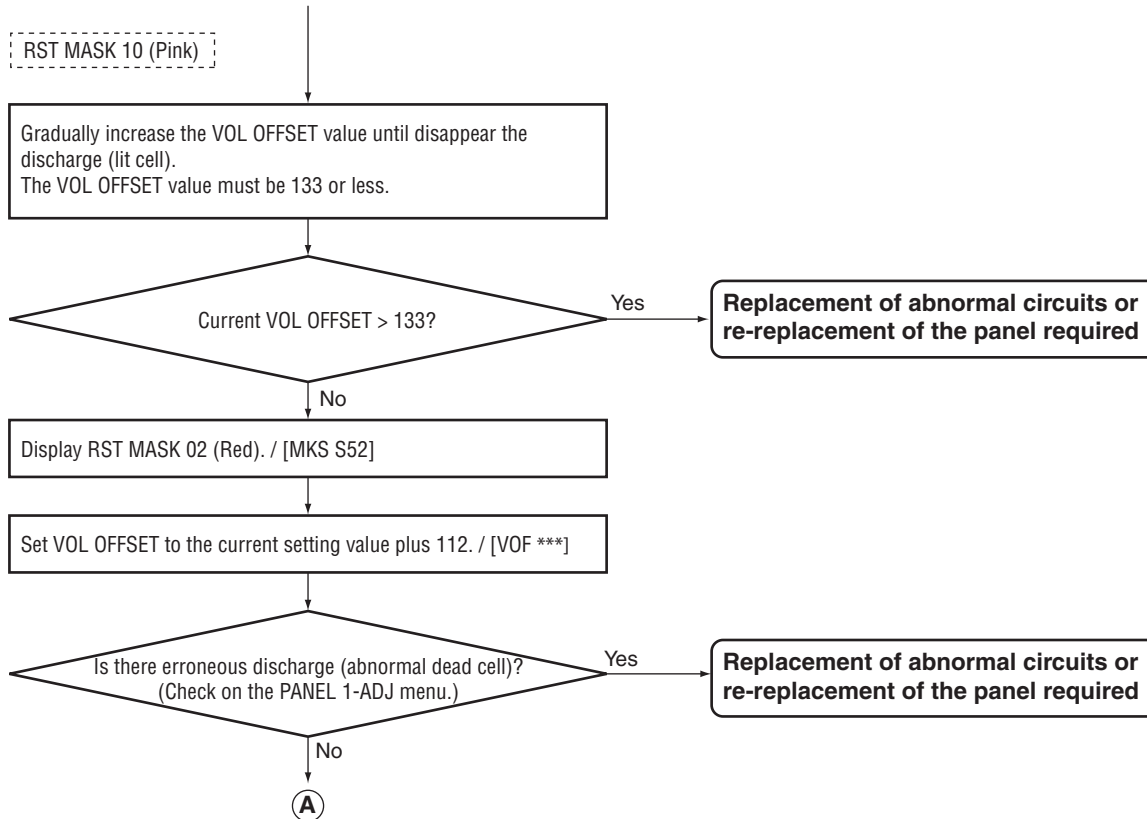 RST MASK 10 (Pink)
Gradually increase the VOL OFFSET value until disappear the
discharge (lit cell).
The VOL OFFSET value must be 133 or less.
Current VOL OFFSET > 133?
Yes
Replacement of abnormal circuits or
re-replacement of the panel required
No
Display RST MASK 02 (Red). / [MKS S52]
Set VOL OFFSET to the current setting value plus 112. / [VOF ***]
Is there erroneous discharge (abnormal dead cell)?
(Check on the PANEL 1-ADJ menu.)
Yes
Replacement of abnormal circuits or
re-replacement of the panel required
No
A